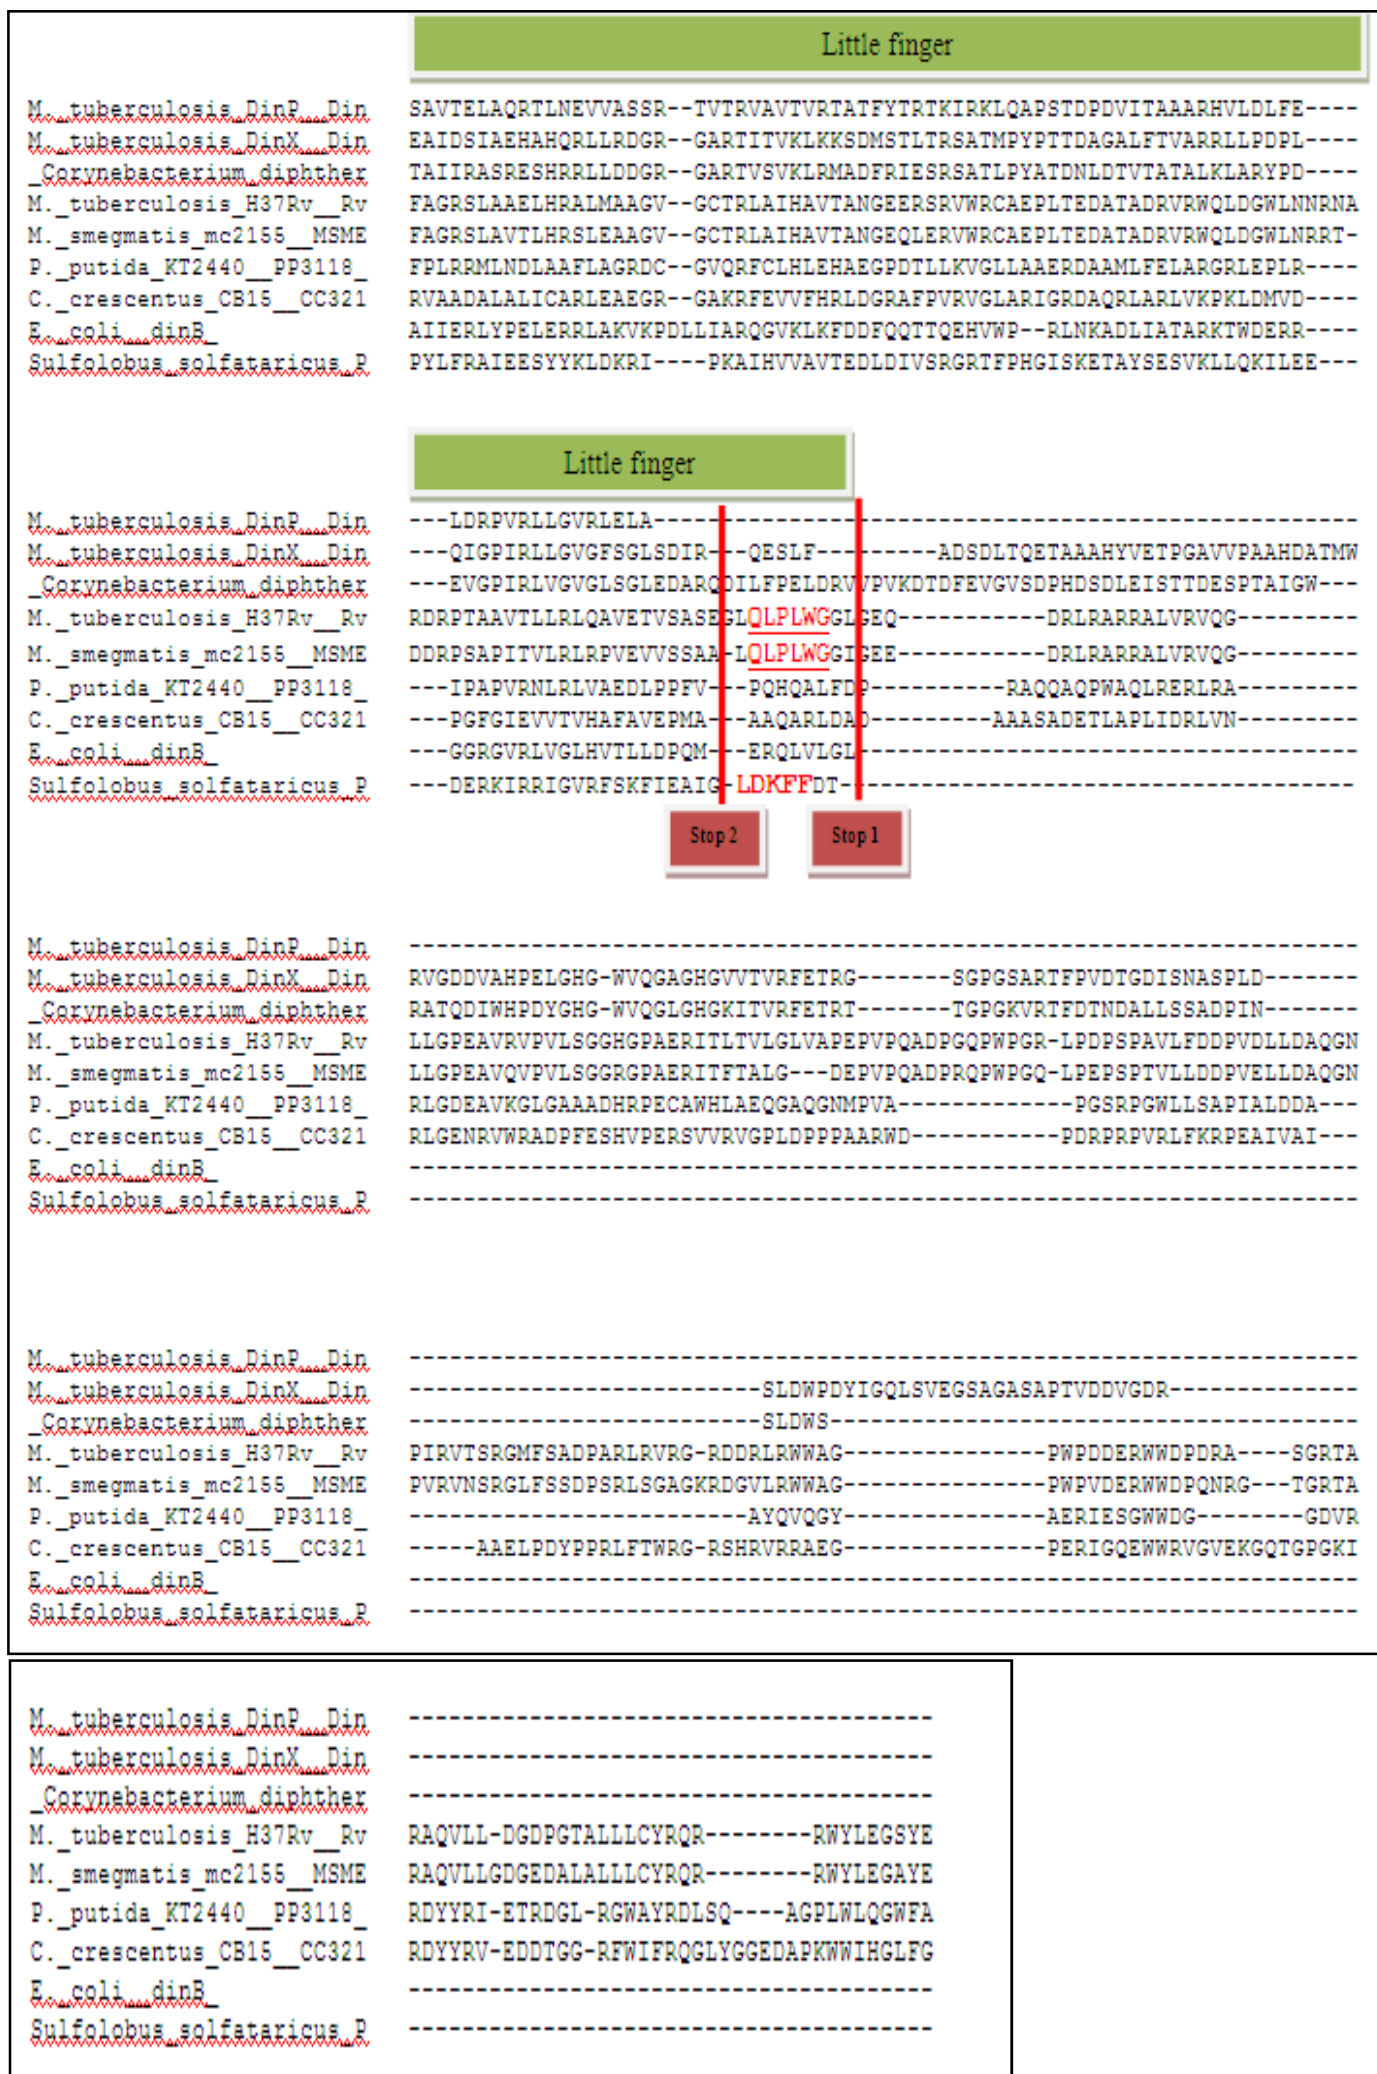 Little finger
M._tuberculosis_DinP__Din SAVTELAQRTLNEVVASSR--TVTRVAVTVRTATFYTRTKIRKLQAPSTDPDVITAAARHVLDLFE----
M._tuberculosis_DinX__Din EAIDSIAEHAHQRLLRDGR--GARTITVKLKKSDMSTLTRSATMPYPTTDAGALFTVARRLLPDPL----
_Corynebacterium_diphther TAIIRASRESHRRLLDDGR--GARTVSVKLRMADFRIESRSATLPYATDNLDTVTATALKLARYPD----
M._tuberculosis_H37Rv__Rv FAGRSLAAELHRALMAAGV--GCTRLAIHAVTANGEERSRVWRCAEPLTEDATADRVRWQLDGWLNNRNA
M._smegmatis_mc2155__MSME FAGRSLAVTLHRSLEAAGV--GCTRLAIHAVTANGEQLERVWRCAEPLTEDATADRVRWQLDGWLNRRT-
P._putida_KT2440__PP3118_ FPLRRMLNDLAAFLAGRDC--GVQRFCLHLEHAEGPDTLLKVGLLAAERDAAMLFELARGRLEPLR----
C._crescentus_CB15__CC321 RVAADALALICARLEAEGR--GAKRFEVVFHRLDGRAFPVRVGLARIGRDAQRLARLVKPKLDMVD----
E._coli__dinB_ AIIERLYPELERRLAKVKPDLLIARQGVKLKFDDFQQTTQEHVWP--RLNKADLIATARKTWDERR----
Sulfolobus_solfataricus_P PYLFRAIEESYYKLDKRI----PKAIHVVAVTEDLDIVSRGRTFPHGISKETAYSESVKLLQKILEE---
Little finger
M._tuberculosis_DinP__Din ---LDRPVRLLGVRLELA----------------------------------------------------
M._tuberculosis_DinX__Din ---QIGPIRLLGVGFSGLSDIR---QESLF---------ADSDLTQETAAAHYVETPGAVVPAAHDATMW
_Corynebacterium_diphther ---EVGPIRLVGVGLSGLEDARQDILFPELDRVVPVKDTDFEVGVSDPHDSDLEISTTDESPTAIGW---
M._tuberculosis_H37Rv__Rv RDRPTAAVTLLRLQAVETVSASEGLQLPLWGGLGEQ-----------DRLRARRALVRVQG---------
M._smegmatis_mc2155__MSME DDRPSAPITVLRLRPVEVVSSAA-LQLPLWGGIGEE-----------DRLRARRALVRVQG---------
P._putida_KT2440__PP3118_ ---IPAPVRNLRLVAEDLPPFV---PQHQALFDP----------RAQQAQPWAQLRERLRA---------
C._crescentus_CB15__CC321 ---PGFGIEVVTVHAFAVEPMA---AAQARLDAD---------AAASADETLAPLIDRLVN---------
E._coli__dinB_ ---GGRGVRLVGLHVTLLDPQM---ERQLVLGL-------------------------------------
Sulfolobus_solfataricus_P ---DERKIRRIGVRFSKFIEAIG-LDKFFDT--------------------------------------
Stop 2 Stop 1
M._tuberculosis_DinP__Din ----------------------------------------------------------------------
M._tuberculosis_DinX__Din RVGDDVAHPELGHG-WVQGAGHGVVTVRFETRG-------SGPGSARTFPVDTGDISNASPLD-------
_Corynebacterium_diphther RATQDIWHPDYGHG-WVQGLGHGKITVRFETRT-------TGPGKVRTFDTNDALLSSADPIN-------
M._tuberculosis_H37Rv__Rv LLGPEAVRVPVLSGGHGPAERITLTVLGLVAPEPVPQADPGQPWPGR-LPDPSPAVLFDDPVDLLDAQGN
M._smegmatis_mc2155__MSME LLGPEAVQVPVLSGGRGPAERITFTALG---DEPVPQADPRQPWPGQ-LPEPSPTVLLDDPVELLDAQGN
P._putida_KT2440__PP3118_ RLGDEAVKGLGAAADHRPECAWHLAEQGAQGNMPVA-------------PGSRPGWLLSAPIALDDA---
C._crescentus_CB15__CC321 RLGENRVWRADPFESHVPERSVVRVGPLDPPPAARWD-----------PDRPRPVRLFKRPEAIVAI---
E._coli__dinB_ ----------------------------------------------------------------------
Sulfolobus_solfataricus_P ----------------------------------------------------------------------
M._tuberculosis_DinP__Din ----------------------------------------------------------------------
M._tuberculosis_DinX__Din --------------------------SLDWPDYIGQLSVEGSAGASAPTVDDVGDR--------------
_Corynebacterium_diphther --------------------------SLDWS---------------------------------------
M._tuberculosis_H37Rv__Rv PIRVTSRGMFSADPARLRVRG-RDDRLRWWAG---------------PWPDDERWWDPDRA----SGRTA
M._smegmatis_mc2155__MSME PVRVNSRGLFSSDPSRLSGAGKRDGVLRWWAG---------------PWPVDERWWDPQNRG---TGRTA
P._putida_KT2440__PP3118_ -------------------------AYQVQGY---------------AERIESGWWDG--------GDVR
C._crescentus_CB15__CC321 -----AAELPDYPPRLFTWRG-RSHRVRRAEG---------------PERIGQEWWRVGVEKGQTGPGKI
E._coli__dinB_ ----------------------------------------------------------------------
Sulfolobus_solfataricus_P ----------------------------------------------------------------------
M._tuberculosis_DinP__Din ---------------------------------------
M._tuberculosis_DinX__Din ---------------------------------------
_Corynebacterium_diphther ---------------------------------------
M._tuberculosis_H37Rv__Rv RAQVLL-DGDPGTALLLCYRQR--------RWYLEGSYE
M._smegmatis_mc2155__MSME RAQVLLGDGEDALALLLCYRQR--------RWYLEGAYE
P._putida_KT2440__PP3118_ RDYYRI-ETRDGL-RGWAYRDLSQ----AGPLWLQGWFA
C._crescentus_CB15__CC321 RDYYRV-EDDTGG-RFWIFRQGLYGGEDAPKWWIHGLFG
E._coli__dinB_ ---------------------------------------
Sulfolobus_solfataricus_P ---------------------------------------